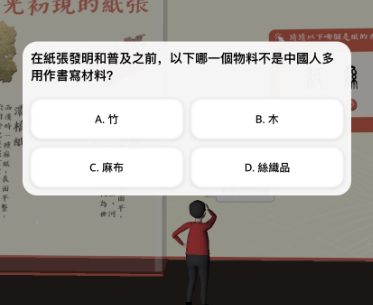 光初現的紙張
在紙張發明和普及之前，以下哪一個物料不是中國人多
用作書寫材料？
A. 竹
B. 木
C. 麻布
D. 絲織品